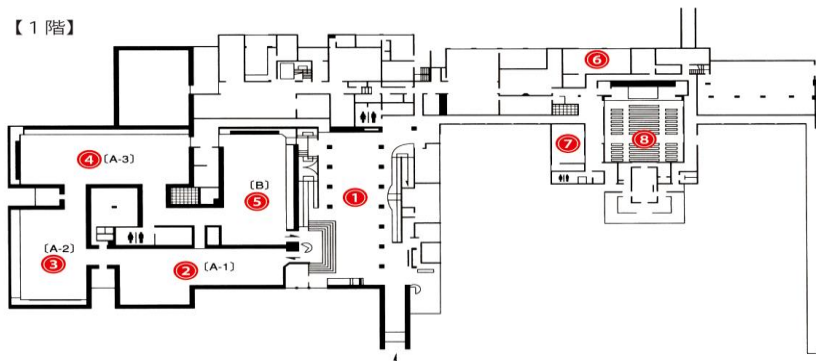 【1階】
⑥
⑦
⑧
④ 〔A-3〕
〔B〕
⑤
①
〔A-2〕
③
② 〔A-1〕